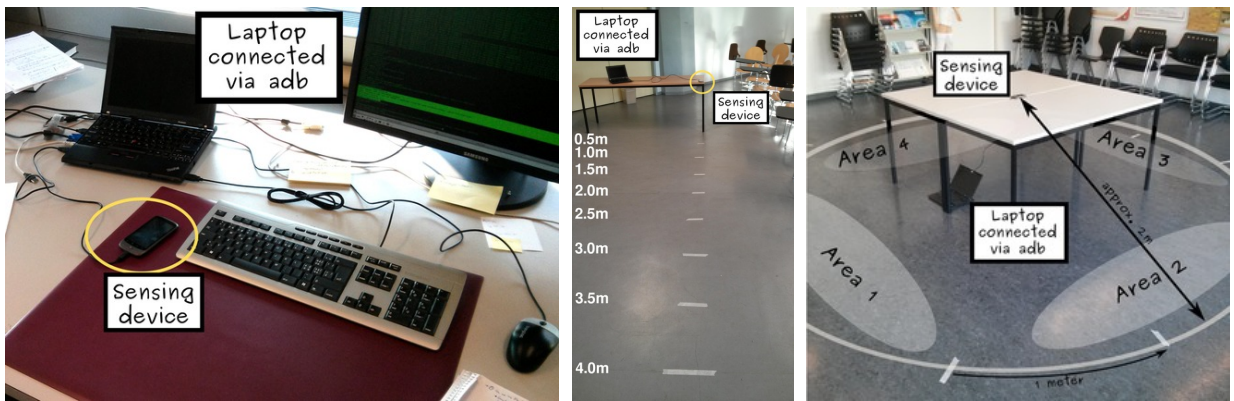 Laptop
connected
via adb
SAMSUNG
Sensing
device
Laptop
connected
via adb
Sensing
device
0.5m
1.0m
1.5m
2.0m
2.5m
3.0m
3.5m
4.0m
Sensing
device
Area 4
Area 3
approx. 2m
Laptop
connected
via adb
Area 1
Area 2
1 meter